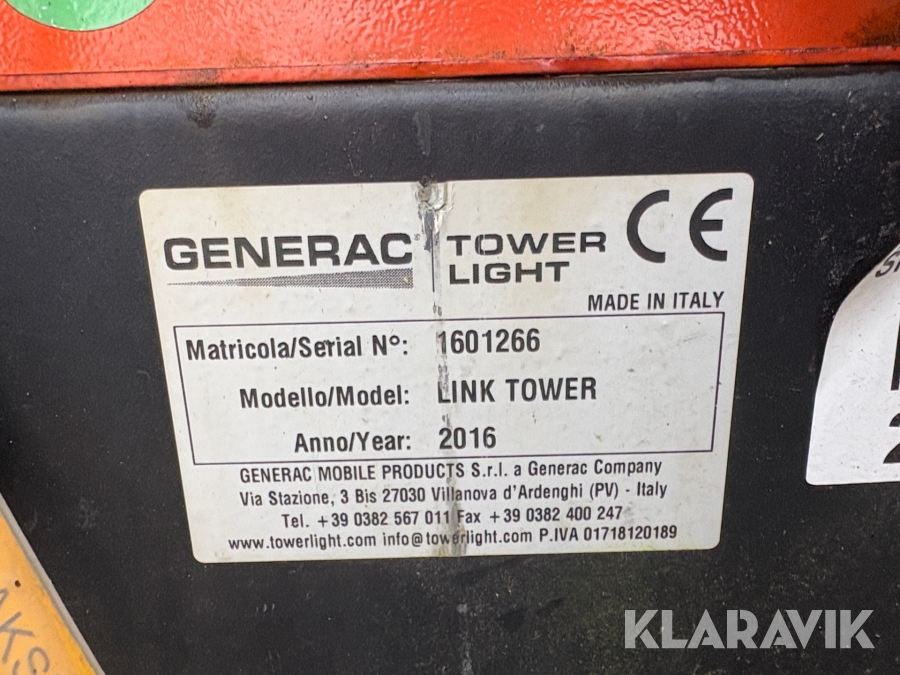 GENERAC TOWER LIGHT CE
MADE IN ITALY
Matricola/Serial N°: 1601266
Modello/Model: LINK TOWER
Anno/Year: 2016
GENERAC MOBILE PRODUCTS S.r.l. a Generac Company
Via Stazione, 3 Bis 27030 Villanova d'Ardenghi (PV) - Italy
Tel. +39 0382 567 011 Fax +39 0382 400 247
www.towerlight.com info@towerlight.com P.IVA 01718120189
KLARAVIK